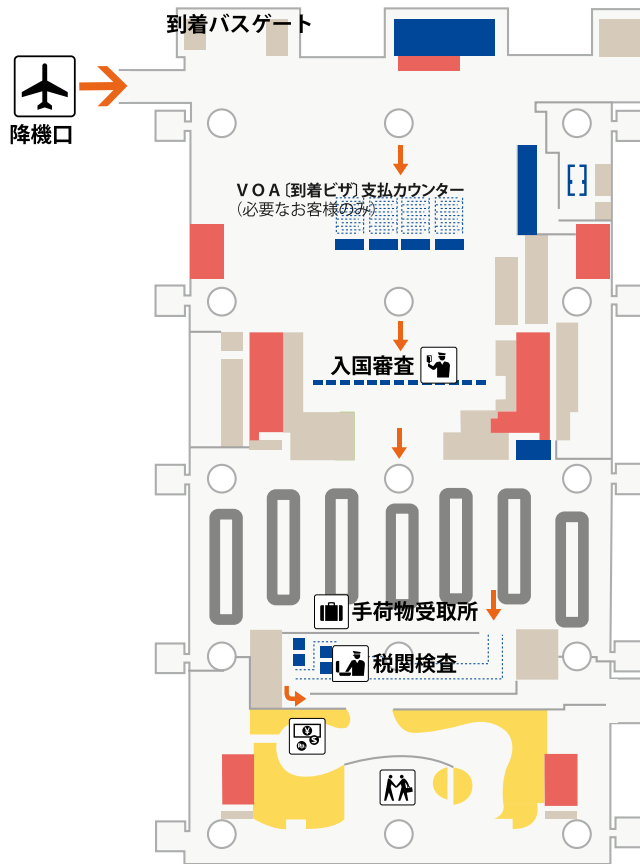 到着バスゲート
降機口
ＶＯＡ〔到着ビザ〕支払カウンター
（必要なお客様のみ）
入国審査
手荷物受取所
税関検査
¥
$
Rp.